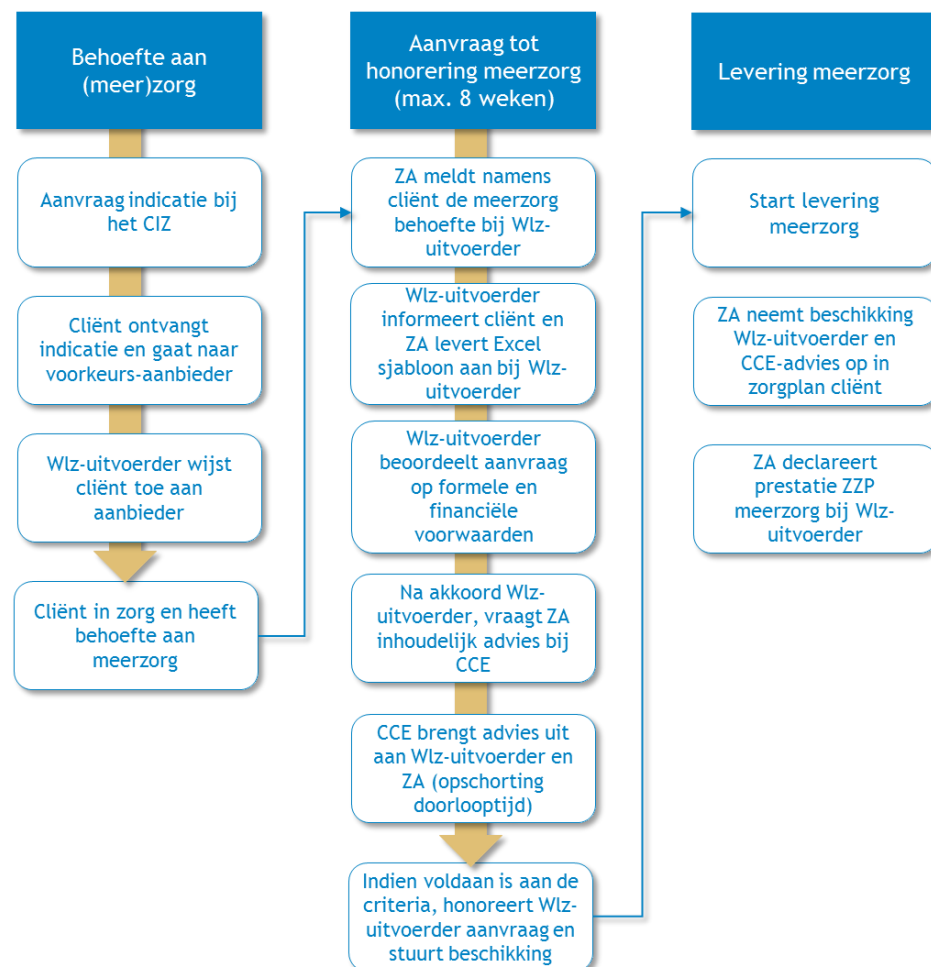 Behoefte aan
(meer)zorg
Aanvraag indicatie bij
het CIZ
Cliënt ontvangt
indicatie en gaat naar
voorkeurs-aanbieder
Wlz-uitvoerder wijst
cliënt toe aan
aanbieder
Cliënt in zorg en heeft
behoefte aan
meerzorg
Aanvraag tot
honorering meerzorg
(max. 8 weken)
ZA meldt namens
cliënt de meerzorg
behoefte bij Wlz-
uitvoerder
Wlz-uitvoerder
informeert cliënt en
ZA levert Excel
sjabloon aan bij Wlz-
uitvoerder
Wlz-uitvoerder
beoordeelt aanvraag
op formele en
financiële
voorwaarden
Na akkoord Wlz-
uitvoerder, vraagt ZA
inhoudelijk advies bij
CCE
CCE brengt advies uit
aan Wlz-uitvoerder en
ZA (opschorting
doorlooptijd)
Indien voldaan is aan de
criteria, honoreert Wlz-
uitvoerder aanvraag en
stuurt beschikking
Levering meerzorg
Start levering
meerzorg
ZA neemt beschikking
Wlz-uitvoerder en
CCE-advies op in
zorgplan cliënt
ZA declareert
prestatie ZZP
meerzorg bij Wlz-
uitvoerder